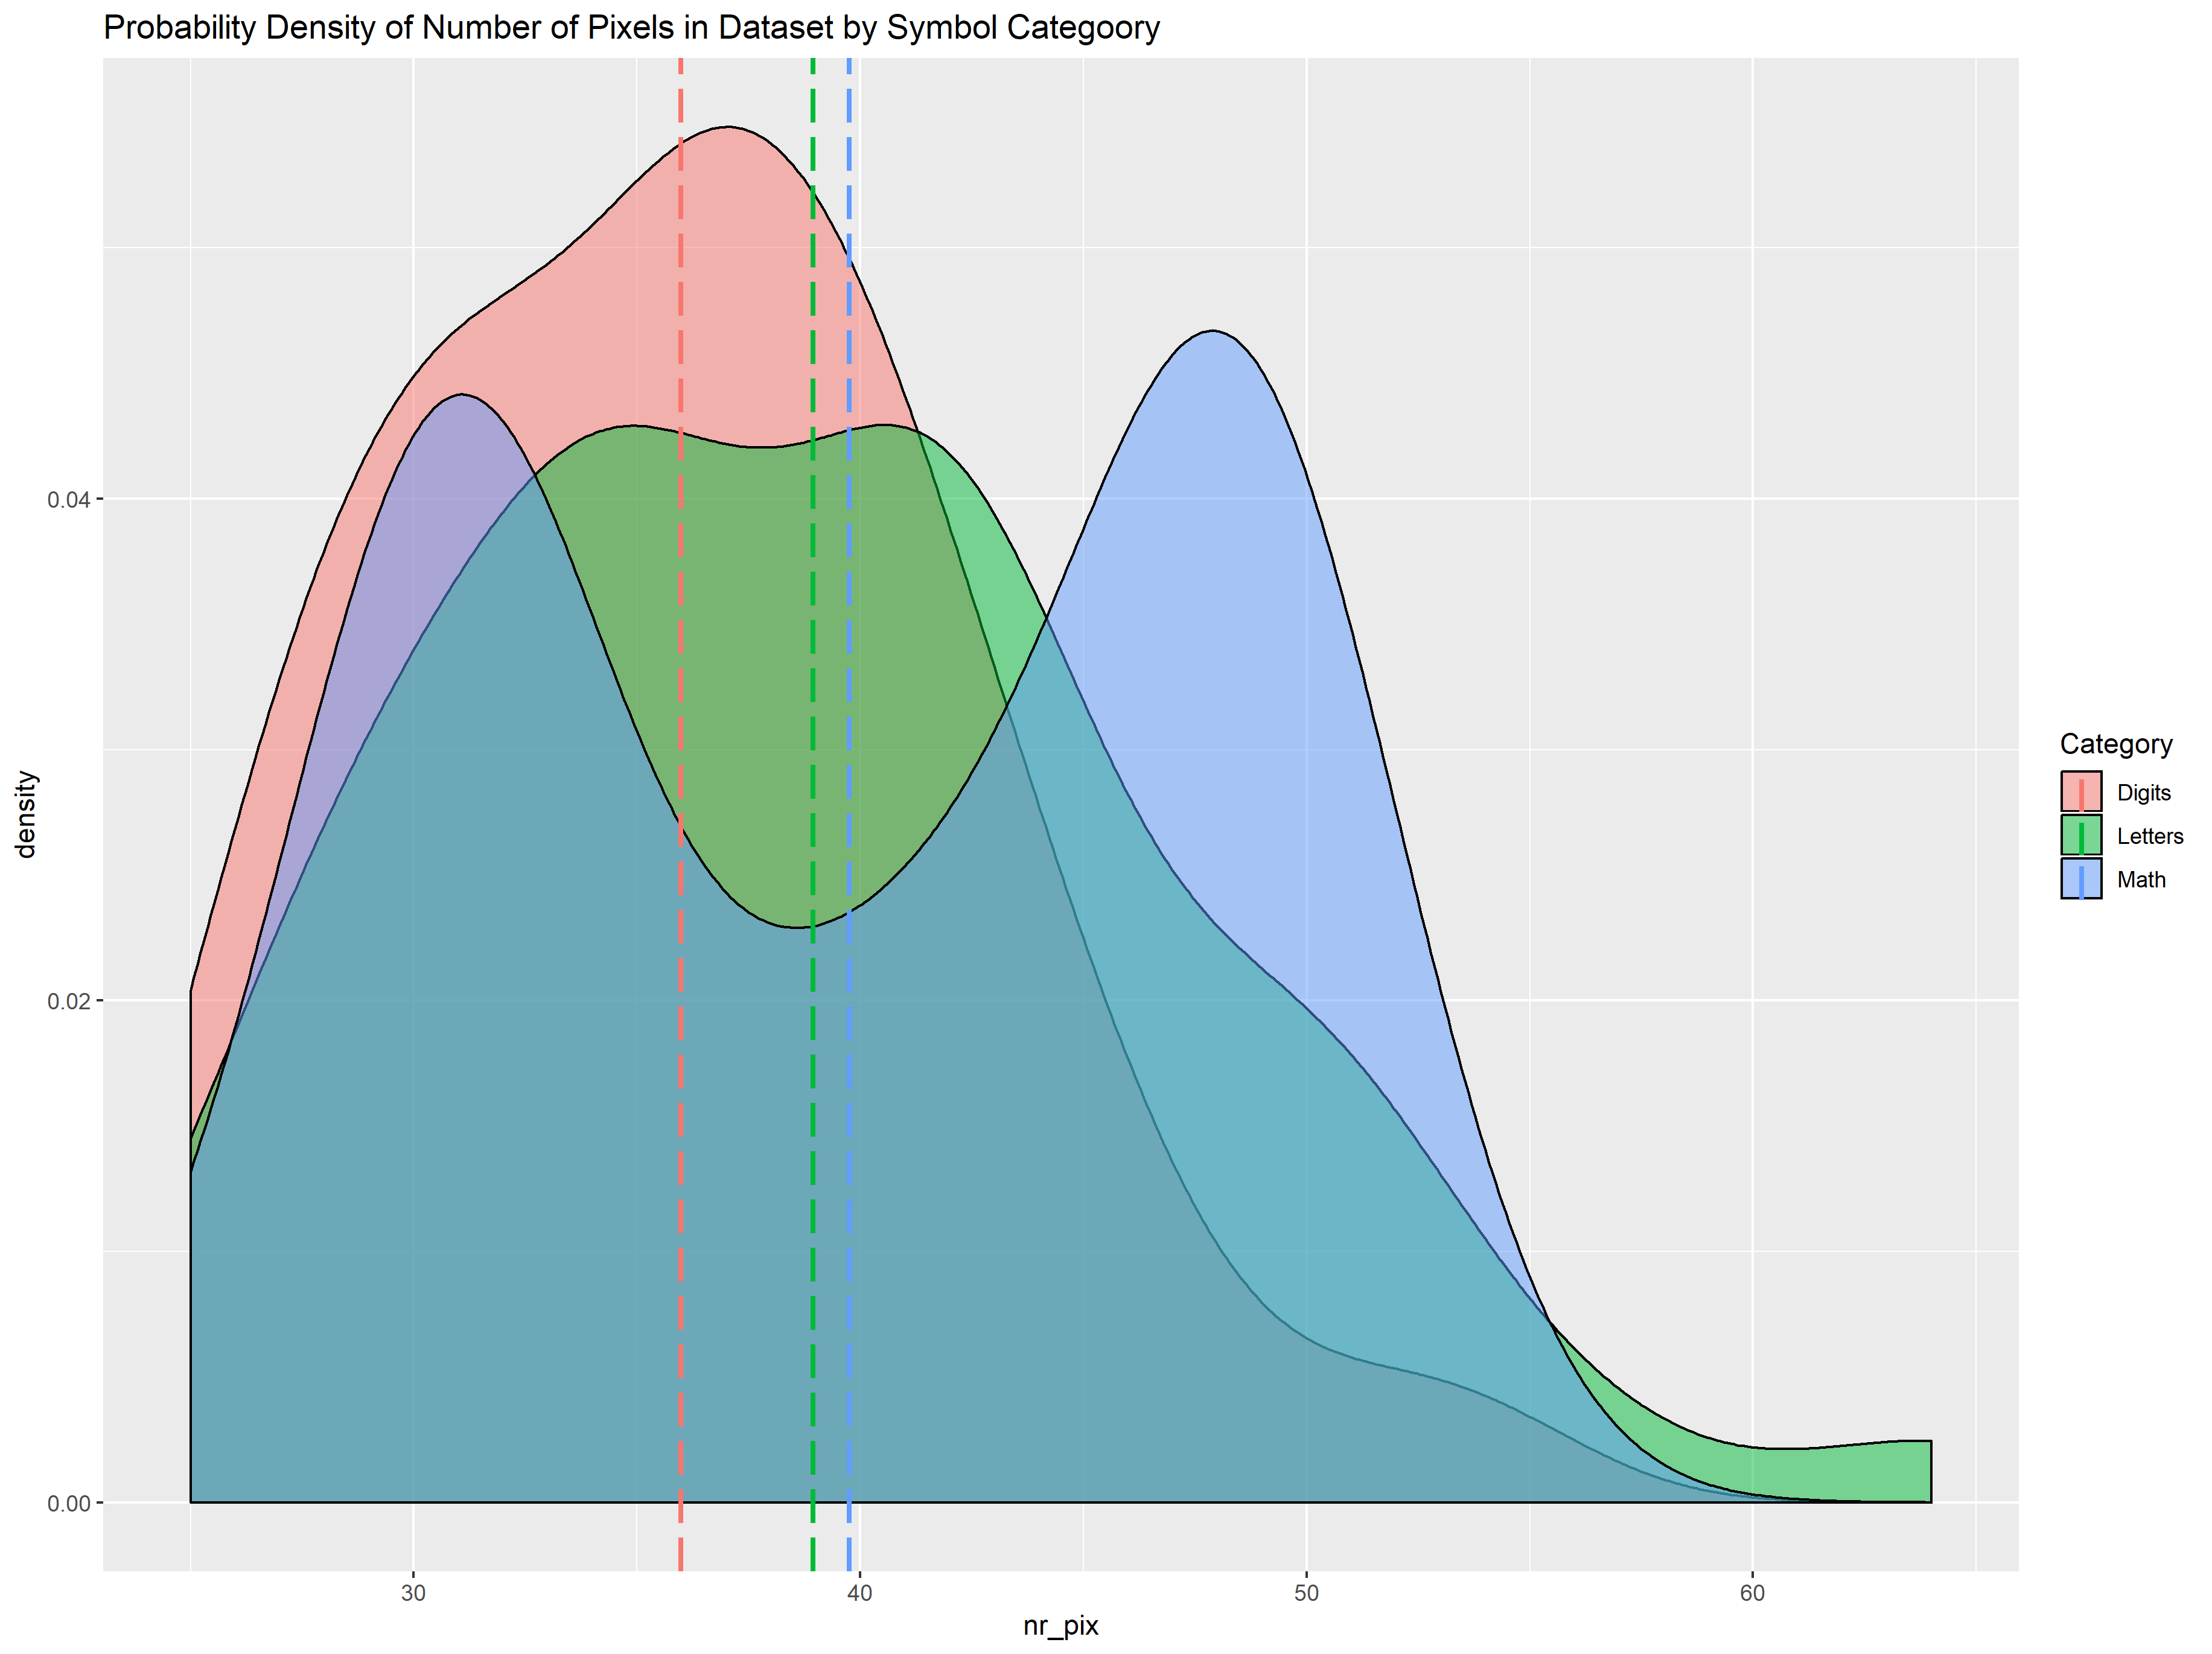 Probability Density of Number of Pixels in Dataset by Symbol Categoory
density
0.04
0.02
0.00
30 40 50 60
nr_pix
Category
Digits
Letters
Math